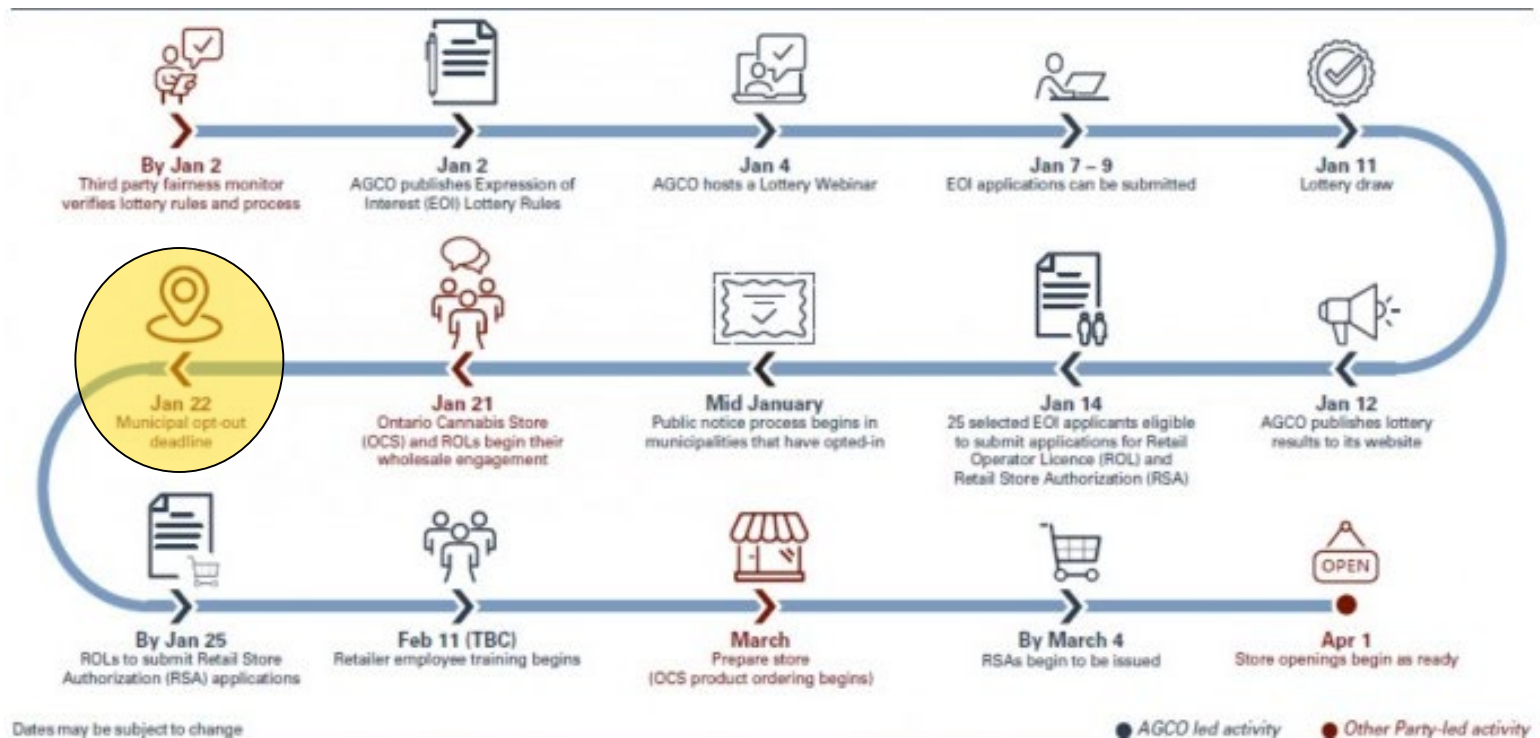 By Jan 2
Third party fairness monitor
verifies lottery rules and process
Jan 2
AGCO publishes Expression of
Interest (EOI) Lottery Rules
Jan 4
AGCO hosts a Lottery Webinar
Jan 7 – 9
EOI applications can be submitted
Jan 11
Lottery draw
Jan 12
AGCO publishes lottery
results to its website
Jan 14
25 selected EOI applicants eligible
to submit applications for Retail
Operator Licence (ROL) and
Retail Store Authorization (RSA)
Mid January
Public notice process begins in
municipalities that have opted-in
Jan 21
Ontario Cannabis Store
(OCS) and ROLs begin their
wholesale engagement
Jan 22
Municipal opt-out
deadline
By Jan 25
ROLs to submit Retail Store
Authorization (RSA) applications
Feb 11 (TBC)
Retailer employee training begins
March
Prepare store
(OCS product ordering begins)
By March 4
RSAs begin to be issued
OPEN
Apr 1
Store openings begin as ready
Dates may be subject to change
AGCO led activity
Other Party-led activity